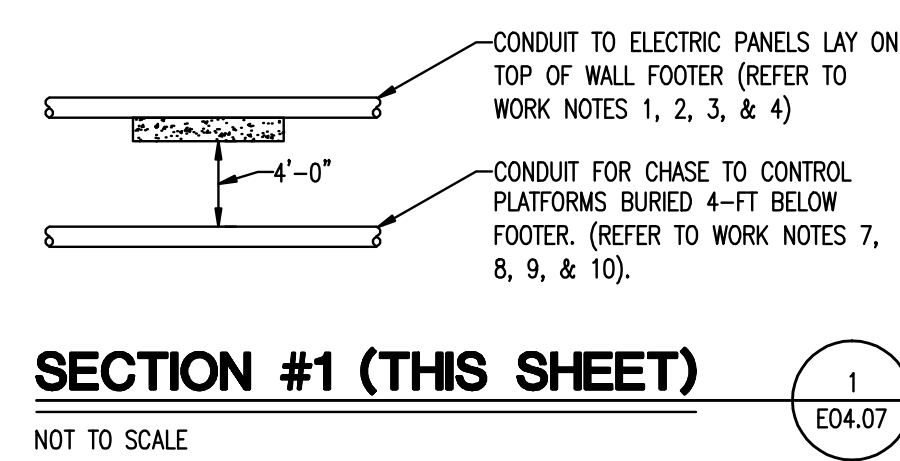 CONDUIT TO ELECTRIC PANELS LAY ON
TOP OF WALL FOOTER (REFER TO
WORK NOTES 1, 2, 3, & 4)
4'-0"
CONDUIT FOR CHASE TO CONTROL
PLATFORMS BURIED 4-FT BELOW
FOOTER. (REFER TO WORK NOTES 7,
8, 9, & 10).
SECTION #1 (THIS SHEET)
NOT TO SCALE
1
E04.07